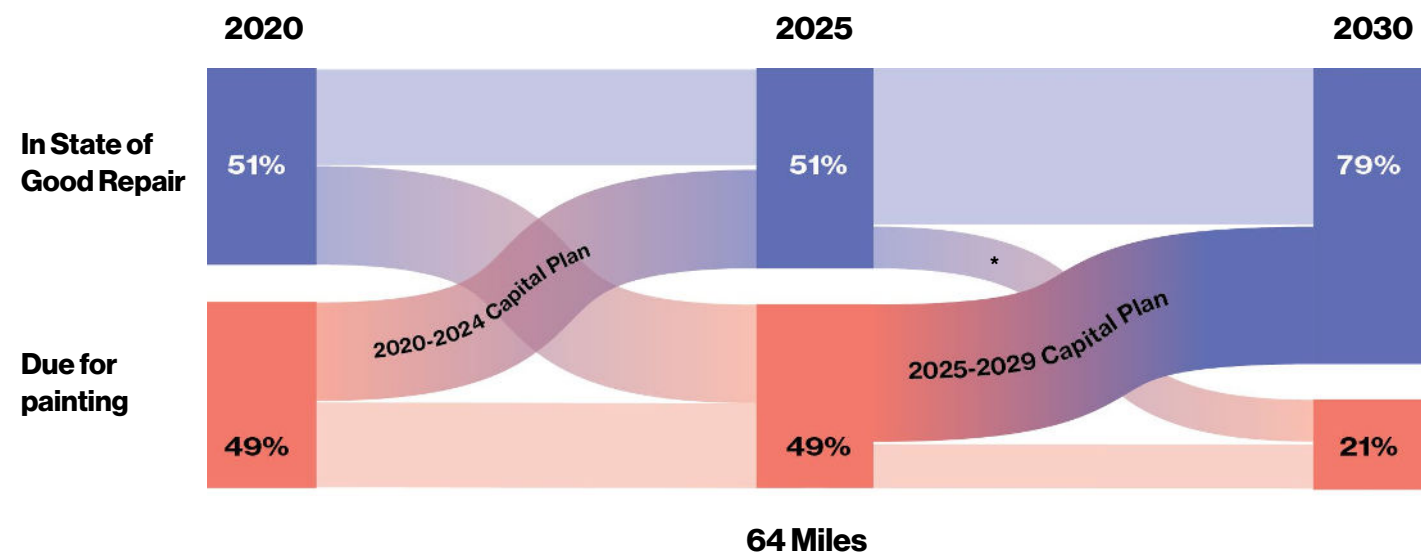 2020
2025
2030
In State of
Good Repair
51%
51%
79%
*
2020-2024 Capital Plan
2025-2029 Capital Plan
Due for
painting
49%
49%
21%
64 Miles